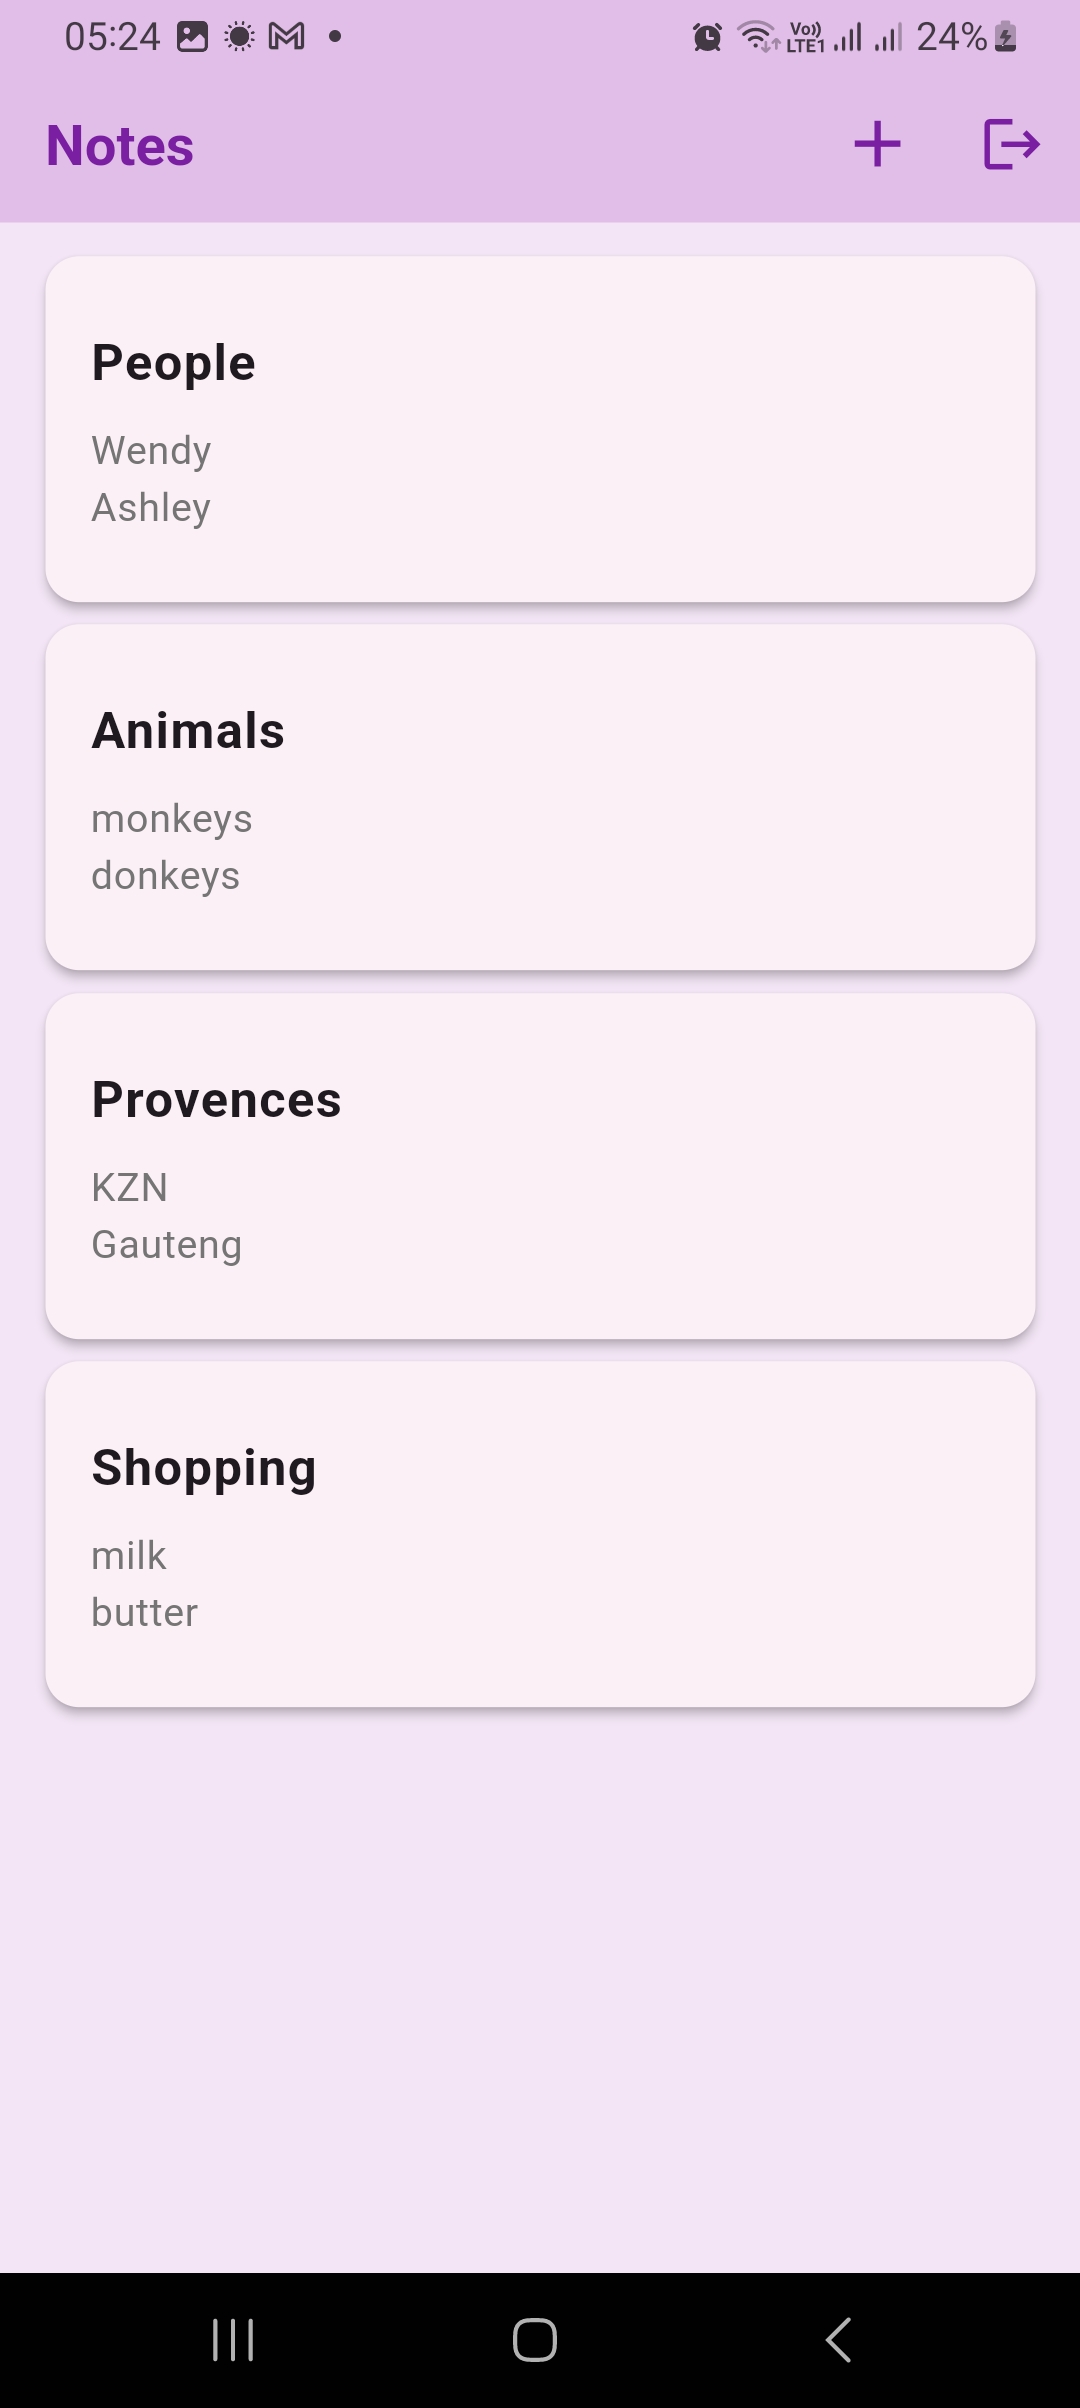 05:24 Vo)) LTE1 24%
Notes
People
Wendy
Ashley
Animals
monkeys
donkeys
Provences
KZN
Gauteng
Shopping
milk
butter